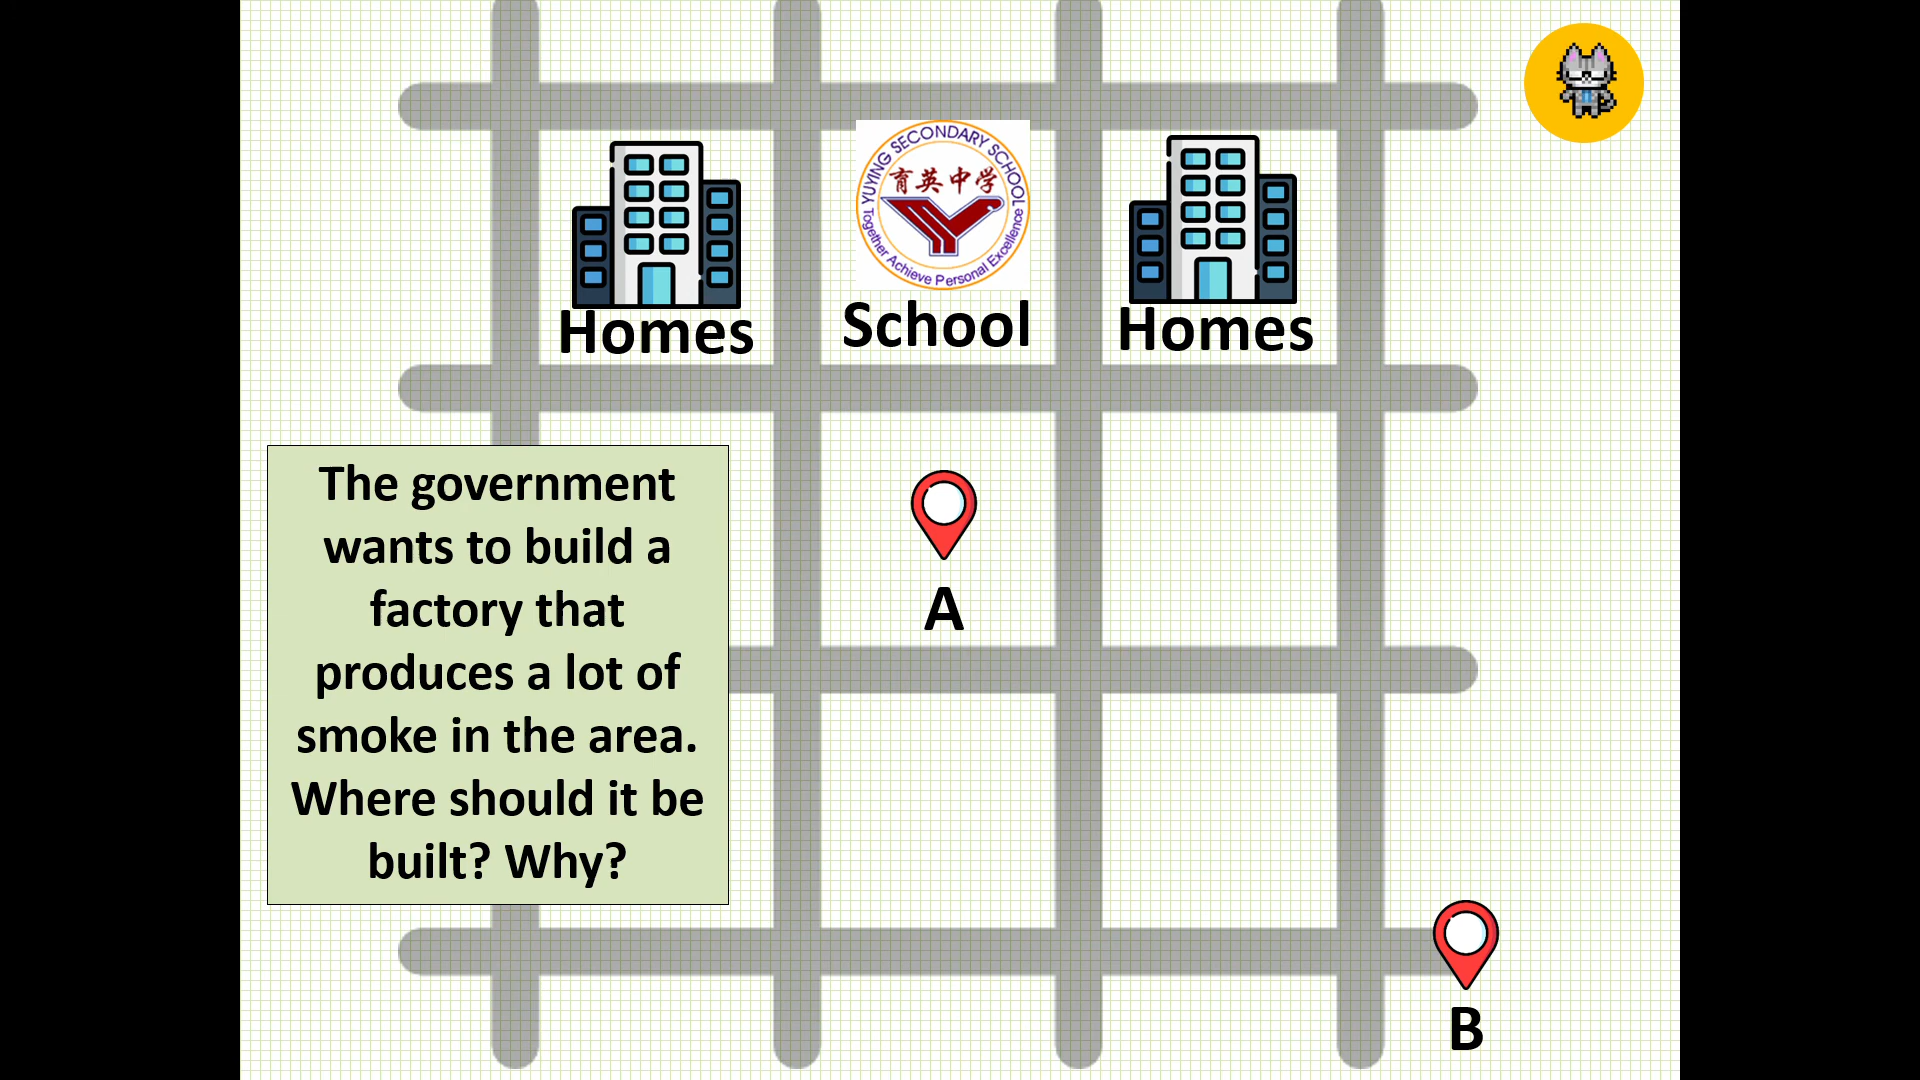 YUYING SECONDARY SCHOOL
育英中学
Together Achieve Personal Excellence
Homes
School
Homes
The government
wants to build a
factory that
produces a lot of
smoke in the area.
Where should it be
built? Why?
A
B